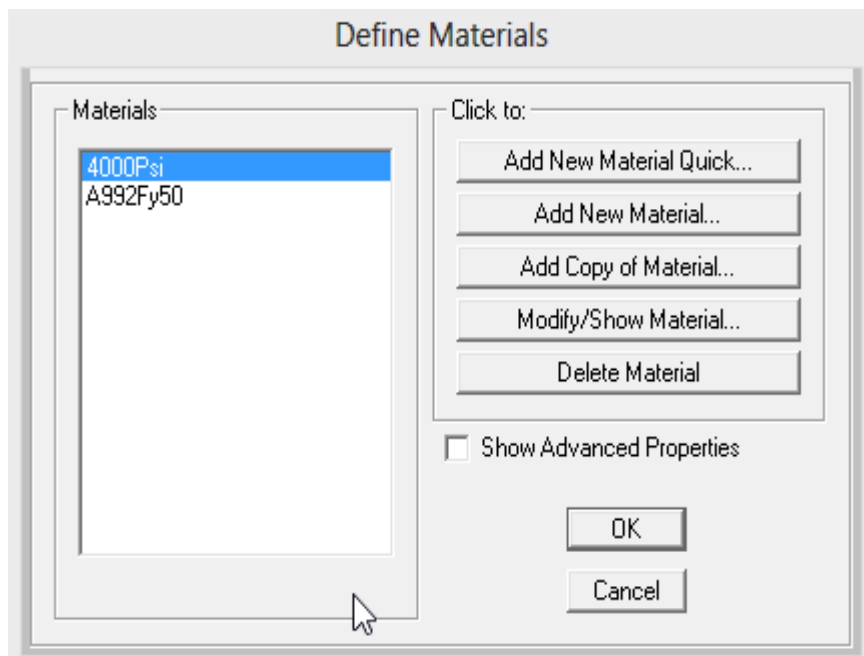 Define Materials
Materials
4000Psi
A992Fy50
Click to:
Add New Material Quick...
Add New Material...
Add Copy of Material...
Modify/Show Material...
Delete Material
Show Advanced Properties
OK
Cancel